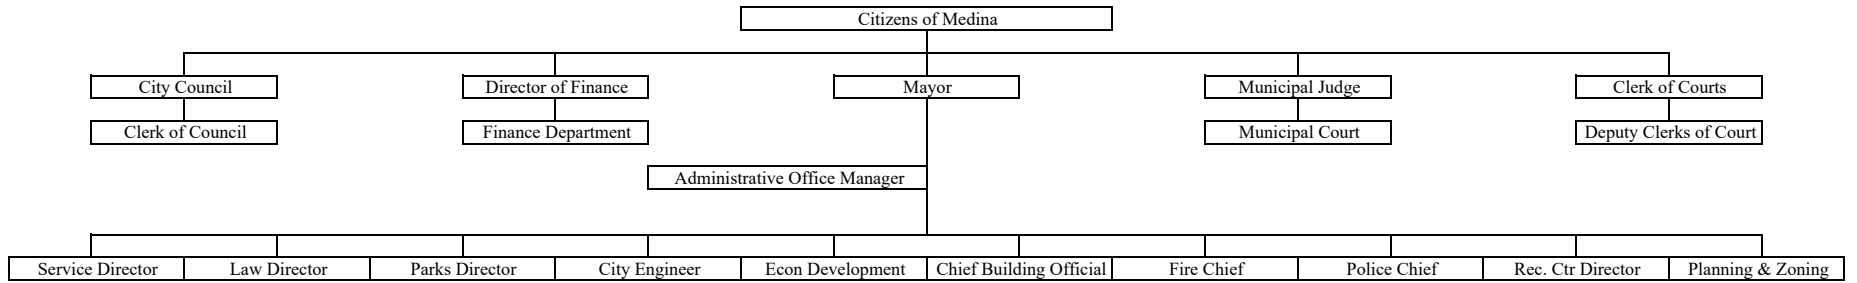 Citizens of Medina
City Council
Director of Finance
Mayor
Municipal Judge
Clerk of Courts
Clerk of Council
Finance Department
Municipal Court
Deputy Clerks of Court
Administrative Office Manager
Service Director
Law Director
Parks Director
City Engineer
Econ Development
Chief Building Official
Fire Chief
Police Chief
Rec. Ctr Director
Planning & Zoning